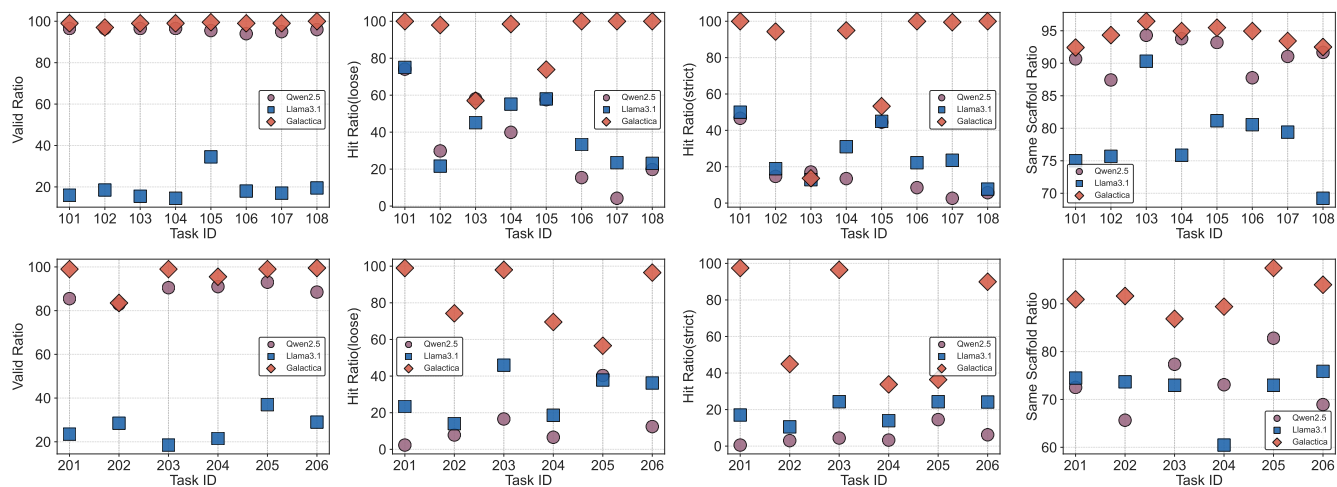 Valid Ratio
100
80
60
40
20
Qwen2.5
Llama3.1
Galactica
101 102 103 104 105 106 107 108
Task ID
Hit Ratio(loose)
100
80
60
40
20
0
Qwen2.5
Llama3.1
Galactica
101 102 103 104 105 106 107 108
Task ID
Hit Ratio(strict)
100
80
60
40
20
0
Qwen2.5
Llama3.1
Galactica
101 102 103 104 105 106 107 108
Task ID
Same Scaffold Ratio
95
90
85
80
75
70
Qwen2.5
Llama3.1
Galactica
101 102 103 104 105 106 107 108
Task ID
Valid Ratio
100
80
60
40
20
Qwen2.5
Llama3.1
Galactica
201 202 203 204 205 206
Task ID
Hit Ratio(loose)
100
80
60
40
20
0
Qwen2.5
Llama3.1
Galactica
201 202 203 204 205 206
Task ID
Hit Ratio(strict)
100
80
60
40
20
0
Qwen2.5
Llama3.1
Galactica
201 202 203 204 205 206
Task ID
Same Scaffold Ratio
90
80
70
60
Qwen2.5
Llama3.1
Galactica
201 202 203 204 205 206
Task ID